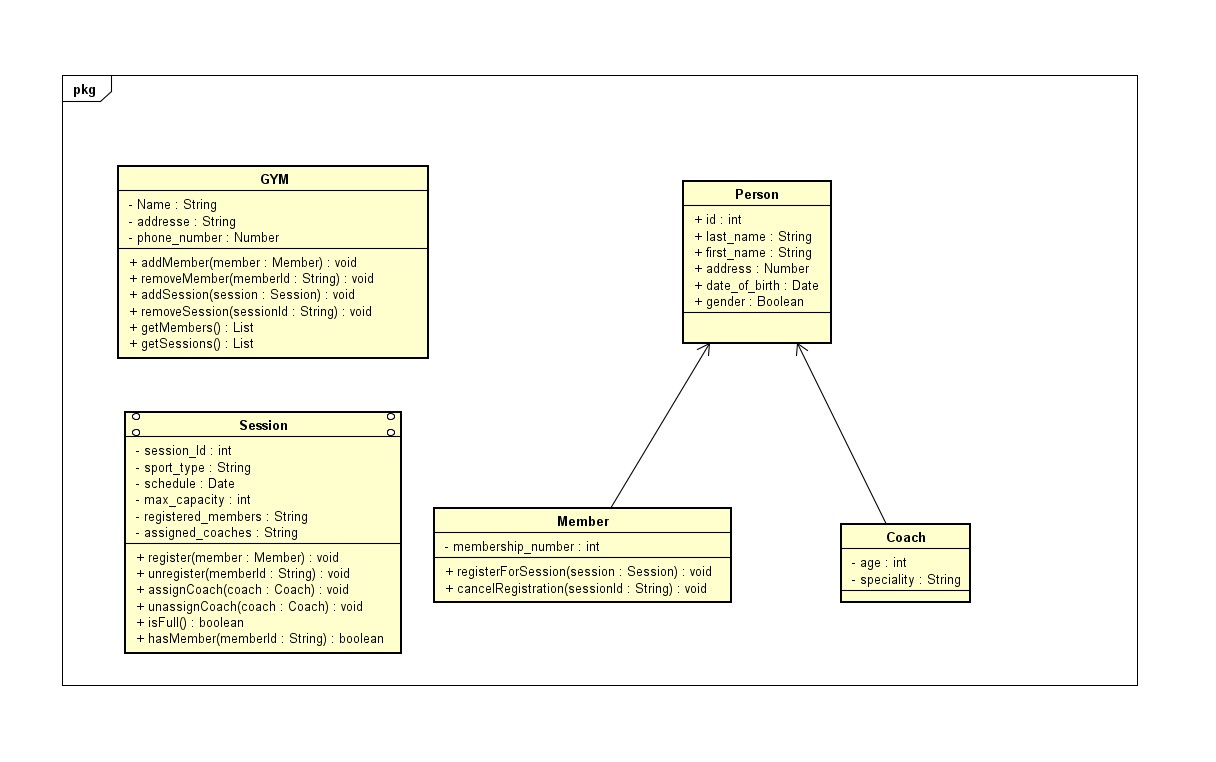 pkg
GYM
- Name : String
- addresse : String
- phone_number : Number
+ addMember(member : Member) : void
+ removeMember(memberId : String) : void
+ addSession(session : Session) : void
+ removeSession(sessionId : String) : void
+ getMembers() : List
+ getSessions() : List
Person
+ id : int
+ last_name : String
+ first_name : String
+ address : Number
+ date_of_birth : Date
+ gender : Boolean
Session
- session_Id : int
- sport_type : String
- schedule : Date
- max_capacity : int
- registered_members : String
- assigned_coaches : String
+ register(member : Member) : void
+ unregister(memberId : String) : void
+ assignCoach(coach : Coach) : void
+ unassignCoach(coach : Coach) : void
+ isFull() : boolean
+ hasMember(memberId : String) : boolean
Member
- membership_number : int
+ registerForSession(session : Session) : void
+ cancelRegistration(sessionId : String) : void
Coach
- age : int
- speciality : String